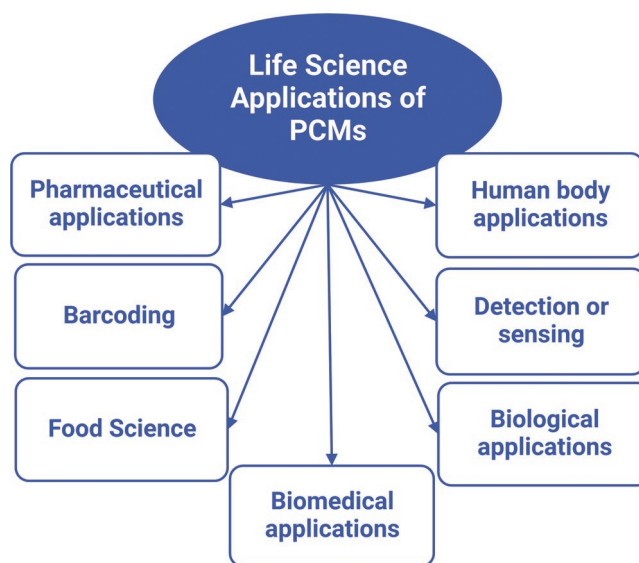 Life Science
Applications of
PCMs
Pharmaceutical
applications
Human body
applications
Barcoding
Detection or
sensing
Food Science
Biological
applications
Biomedical
applications